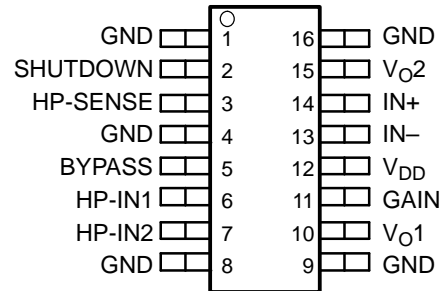 GND 1 16 GND
SHUTDOWN 2 15 VO2
HP-SENSE 3 14 IN+
GND 4 13 IN–
BYPASS 5 12 VDD
HP-IN1 6 11 GAIN
HP-IN2 7 10 VO1
GND 8 9 GND